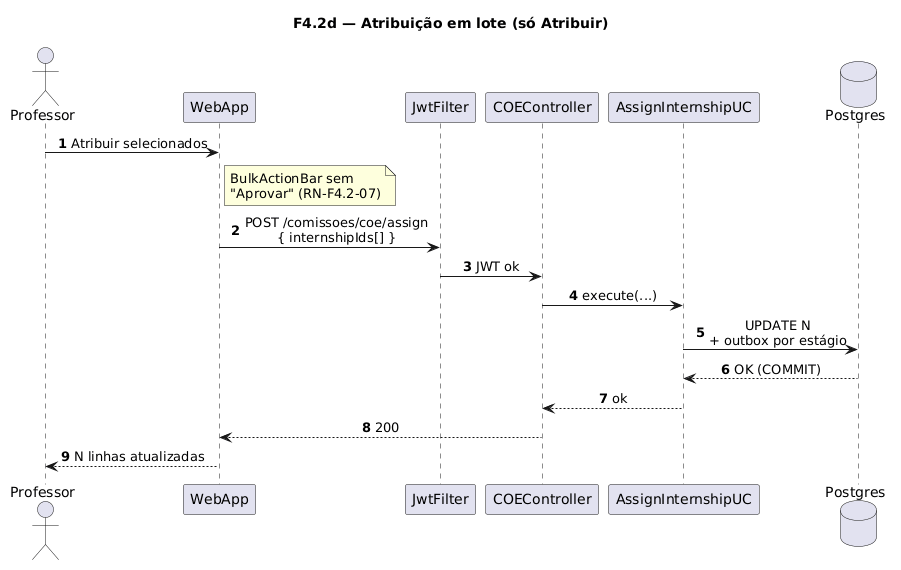 F4.2d — Atribuição em lote (só Atribuir)
Professor
WebApp
JwtFilter
COEController
AssignInternshipUC
Postgres
1 Atribuir selecionados
BulkActionBar sem
"Aprovar" (RN-F4.2-07)
2 POST /comissoes/coe/assign
{ internshipIds[] }
3 JWT ok
4 execute(...)
5 UPDATE N
+ outbox por estágio
6 OK (COMMIT)
7 ok
8 200
9 N linhas atualizadas
Professor
WebApp
JwtFilter
COEController
AssignInternshipUC
Postgres